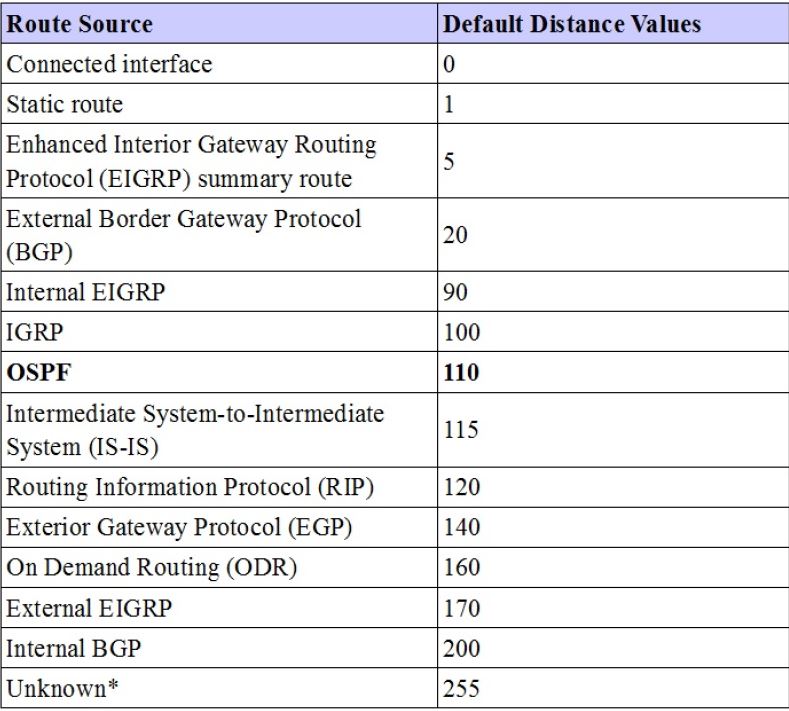 Route Source Default Distance Values
Connected interface 0
Static route 1
Enhanced Interior Gateway Routing
Protocol (EIGRP) summary route 5
External Border Gateway Protocol
(BGP) 20
Internal EIGRP 90
IGRP 100
OSPF 110
Intermediate System-to-Intermediate
System (IS-IS) 115
Routing Information Protocol (RIP) 120
Exterior Gateway Protocol (EGP) 140
On Demand Routing (ODR) 160
External EIGRP 170
Internal BGP 200
Unknown* 255